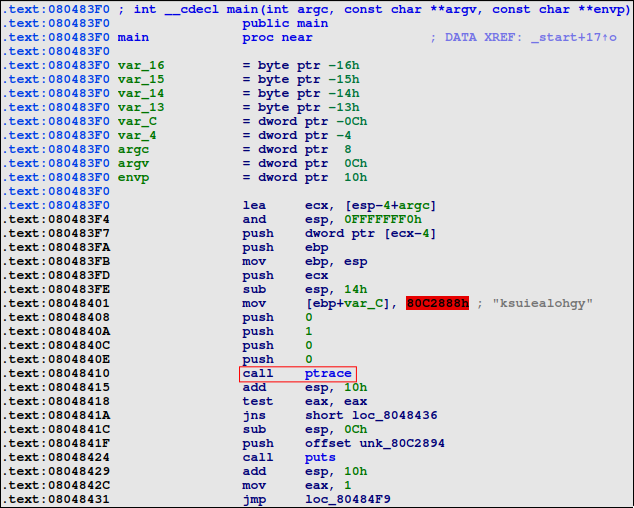 .text:080483F0 ; int __cdecl main(int argc, const char **argv, const char **envp)
.text:080483F0 public main
.text:080483F0 main proc near ; DATA XREF: _start+17↑o
.text:080483F0
.text:080483F0 var_16 = byte ptr -16h
.text:080483F0 var_15 = byte ptr -15h
.text:080483F0 var_14 = byte ptr -14h
.text:080483F0 var_13 = byte ptr -13h
.text:080483F0 var_C = dword ptr -0Ch
.text:080483F0 var_4 = dword ptr -4
.text:080483F0 argc = dword ptr 8
.text:080483F0 argv = dword ptr 0Ch
.text:080483F0 envp = dword ptr 10h
.text:080483F0
.text:080483F0 lea ecx, [esp-4+argc]
.text:080483F4 and esp, 0FFFFFFF0h
.text:080483F7 push dword ptr [ecx-4]
.text:080483FA push ebp
.text:080483FB mov ebp, esp
.text:080483FD push ecx
.text:080483FE sub esp, 14h
.text:08048401 mov [ebp+var_C], 80C2888h ; "ksuiealohgy"
.text:08048408 push 0
.text:0804840A push 1
.text:0804840C push 0
.text:0804840E push 0
.text:08048410 call ptrace
.text:08048415 add esp, 10h
.text:08048418 test eax, eax
.text:0804841A jns short loc_8048436
.text:0804841C sub esp, 0Ch
.text:0804841F push offset unk_80C2894
.text:08048424 call puts
.text:08048429 add esp, 10h
.text:0804842C mov eax, 1
.text:08048431 jmp loc_80484F9